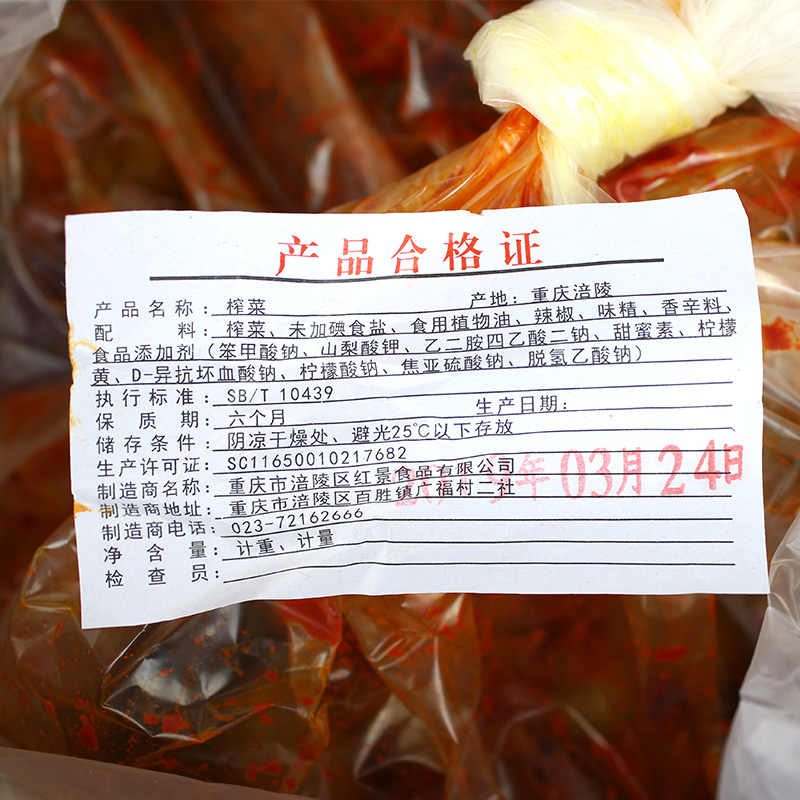 产品合格证
产品名称：榨菜 产地：重庆涪陵
配料：榨菜、未加碘食盐、食用植物油、辣椒、味精、香辛料、
食品添加剂（苯甲酸钠、山梨酸钾、乙二胺四乙酸二钠、甜蜜素、柠檬
黄、D-异抗坏血酸钠、柠檬酸钠、焦亚硫酸钠、脱氢乙酸钠）
执行标准：SB/T 10439
保质期：六个月 生产日期：
储存条件：阴凉干燥处、避光25℃以下存放
生产许可证：SC11650010217682
制造商名称：重庆市涪陵区红景食品有限公司
2019年03月24日
制造商地址：重庆市涪陵区百胜镇广福村二社
制造商电话：023-72162666
净含量：计重、计量
检查员：